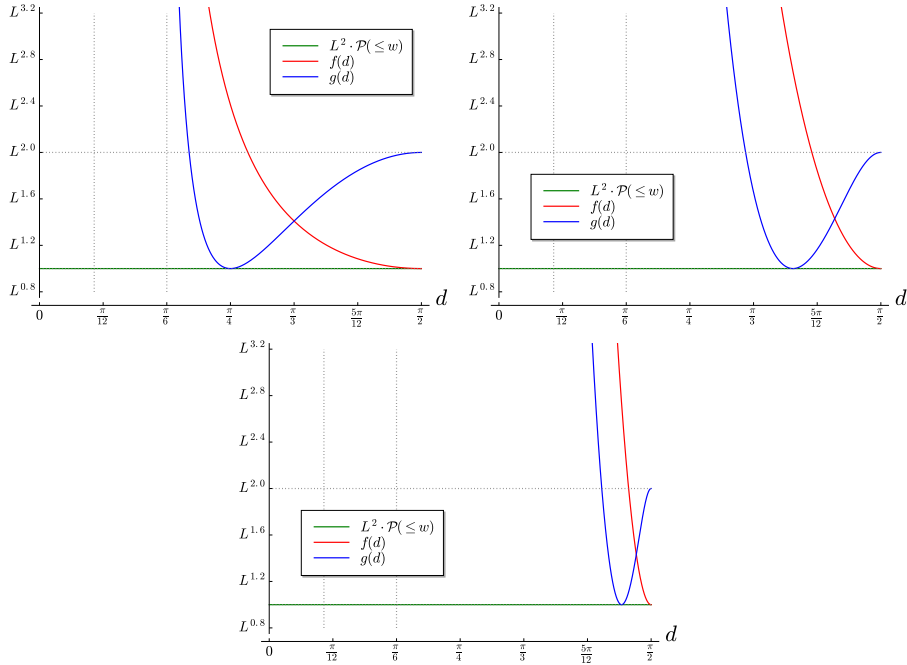 L^{3.2}
L^{2.8}
L^{2.4}
L^{2.0}
L^{1.6}
L^{1.2}
L^{0.8}
L^2 · 𝒫(≤w)
f(d)
g(d)
0 π/12 π/6 π/4 π/3 5π/12 π/2 d
L^{3.2}
L^{2.8}
L^{2.4}
L^{2.0}
L^{1.6}
L^{1.2}
L^{0.8}
L^2 · 𝒫(≤w)
f(d)
g(d)
0 π/12 π/6 π/4 π/3 5π/12 π/2 d
L^{3.2}
L^{2.8}
L^{2.4}
L^{2.0}
L^{1.6}
L^{1.2}
L^{0.8}
L^2 · 𝒫(≤w)
f(d)
g(d)
0 π/12 π/6 π/4 π/3 5π/12 π/2 d